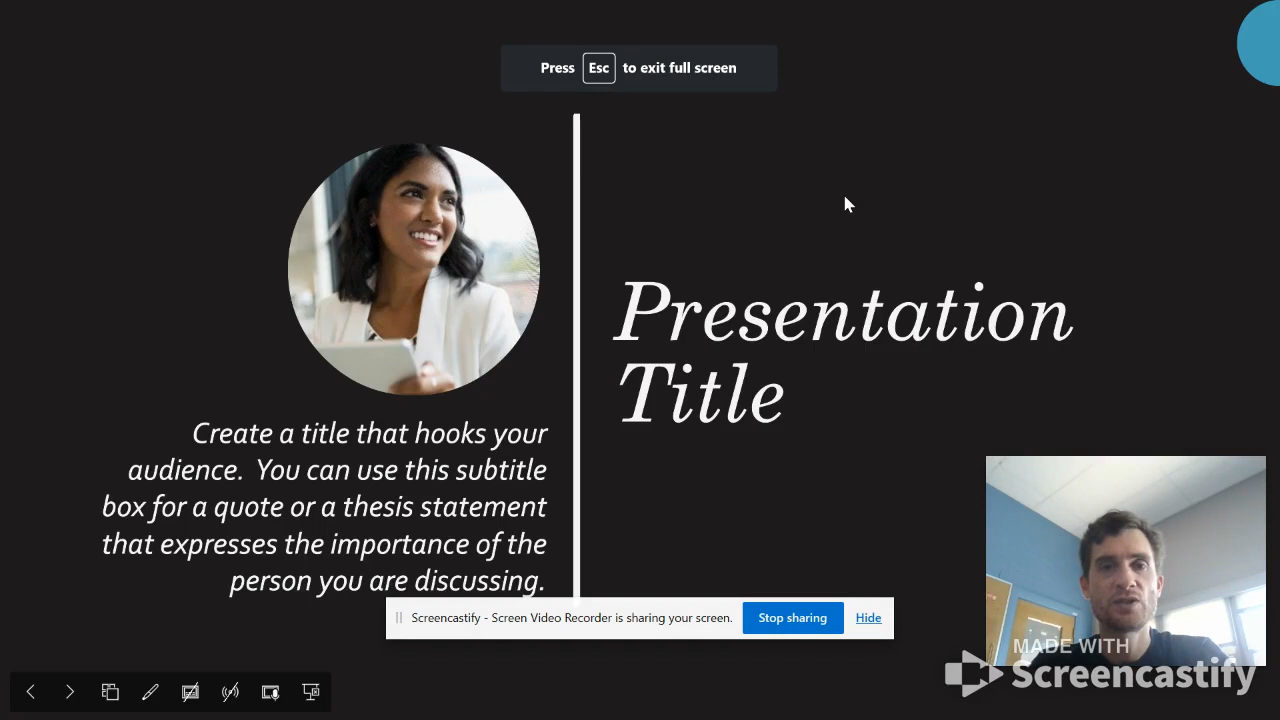 Press Esc to exit full screen
Presentation
Title
Create a title that hooks your
audience.  You can use this subtitle
box for a quote or a thesis statement
that expresses the importance of the
person you are discussing.
Screencastify - Screen Video Recorder is sharing your screen. Stop sharing Hide
MADE WITH
Screencastify